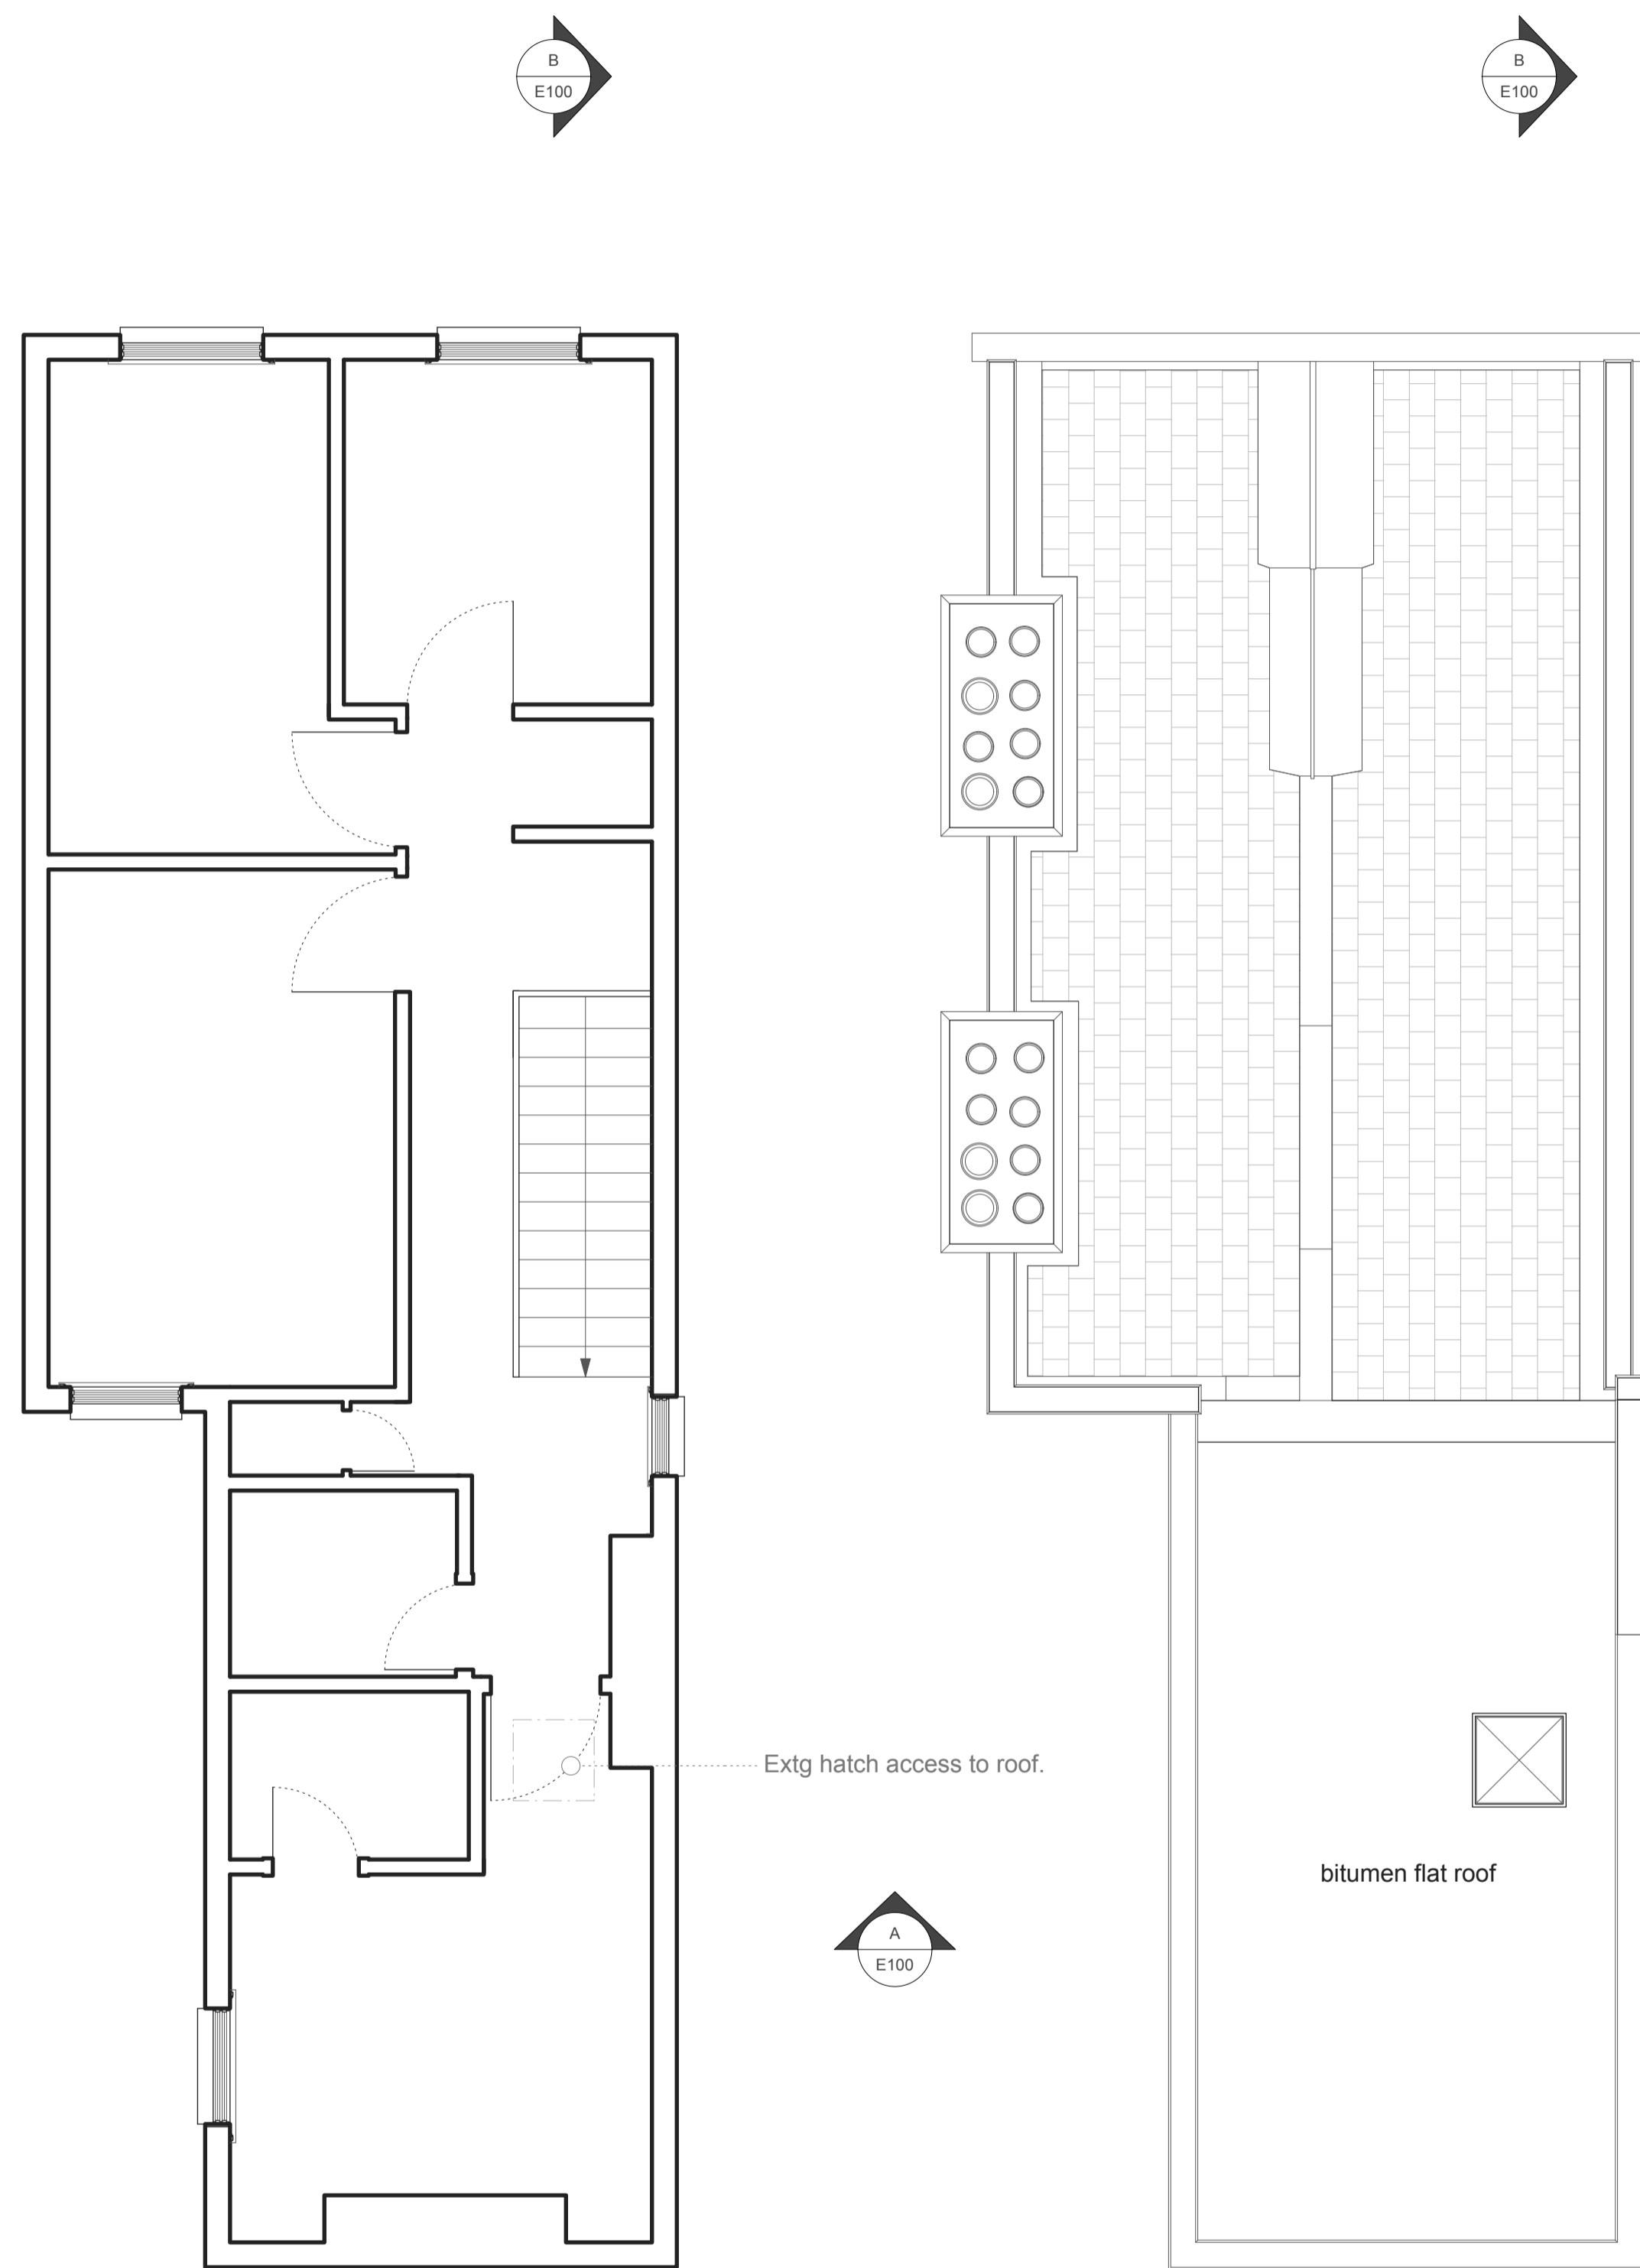 B
E100
B
E100
Extg hatch access to roof.
bitumen flat roof
A
E100